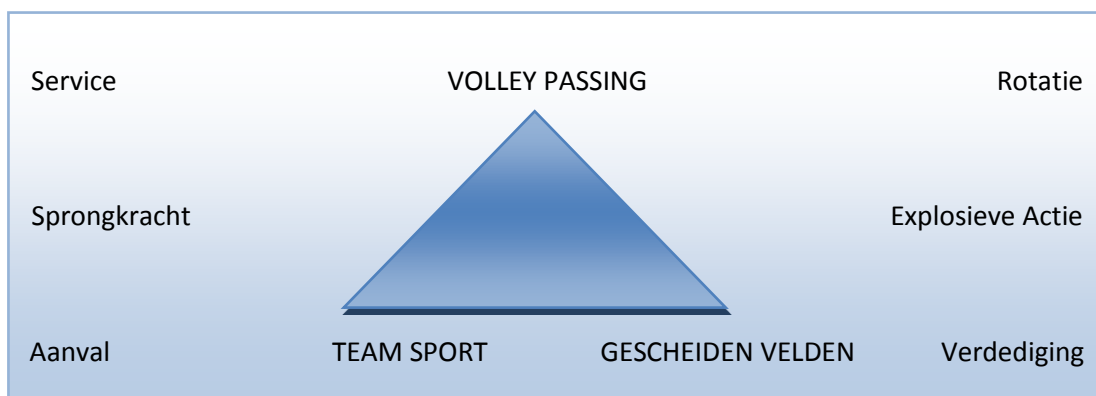 Service VOLLEY PASSING Rotatie
Sprongkracht Explosieve Actie
Aanval TEAM SPORT GESCHEIDEN VELDEN Verdediging